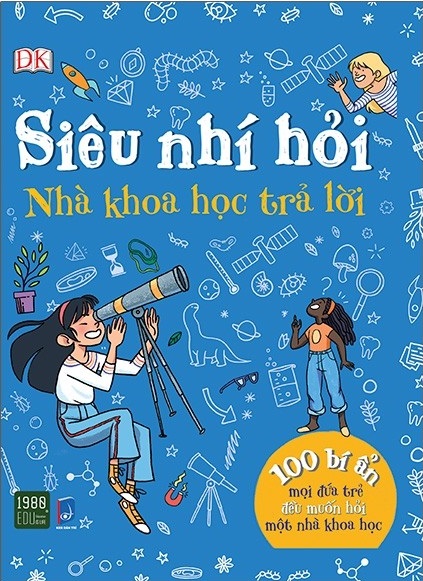 DK
Siêu nhí hỏi
Nhà khoa học trả lời
100 bí ẩn
mọi đứa trẻ
đều muốn hỏi
một nhà khoa học
1980
EDU